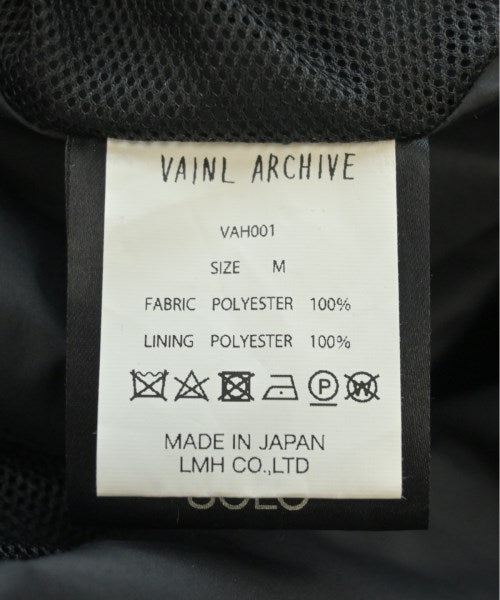 VAINL ARCHIVE
VAH001
SIZE M
FABRIC POLYESTER 100%
LINING POLYESTER 100%
P W
MADE IN JAPAN
LMH CO.,LTD